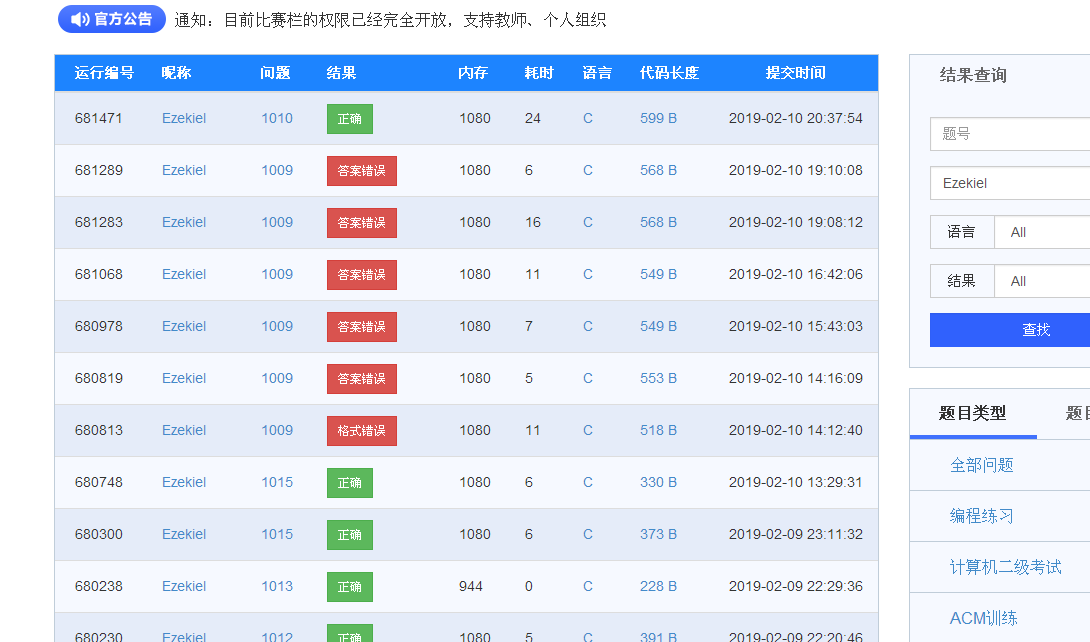 官方公告 通知：目前比赛栏的权限已经完全开放，支持教师、个人组织
运行编号 昵称 问题 结果 内存 耗时 语言 代码长度 提交时间
681471 Ezekiel 1010 正确 1080 24 C 599 B 2019-02-10 20:37:54
681289 Ezekiel 1009 答案错误 1080 6 C 568 B 2019-02-10 19:10:08
681283 Ezekiel 1009 答案错误 1080 16 C 568 B 2019-02-10 19:08:12
681068 Ezekiel 1009 答案错误 1080 11 C 549 B 2019-02-10 16:42:06
680978 Ezekiel 1009 答案错误 1080 7 C 549 B 2019-02-10 15:43:03
680819 Ezekiel 1009 答案错误 1080 5 C 553 B 2019-02-10 14:16:09
680813 Ezekiel 1009 格式错误 1080 11 C 518 B 2019-02-10 14:12:40
680748 Ezekiel 1015 正确 1080 6 C 330 B 2019-02-10 13:29:31
680300 Ezekiel 1015 正确 1080 6 C 373 B 2019-02-09 23:11:32
680238 Ezekiel 1013 正确 944 0 C 228 B 2019-02-09 22:29:36
680230 Ezekiel 1012 正确 1080 5 C 391 B 2019-02-09 22:20:46
结果查询
题号
Ezekiel
语言 All
结果 All
查找
题目类型 题目
全部问题
编程练习
计算机二级考试
ACM训练